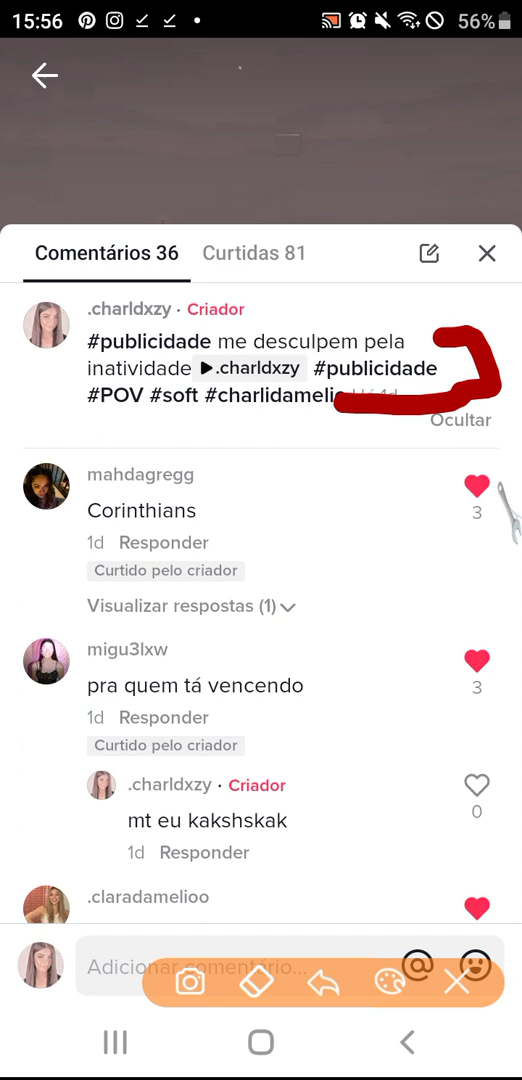 15:56
56%
Comentários 36 Curtidas 81
.charldxzy · Criador
#publicidade me desculpem pela
inatividade .charldxzy #publicidade
#POV #soft #charlidamelio
Ocultar
mahdagregg
Corinthians
3
1d Responder
Curtido pelo criador
Visualizar respostas (1)
migu3lxw
pra quem tá vencendo
3
1d Responder
Curtido pelo criador
.charldxzy · Criador
mt eu kakshskak
0
1d Responder
.claradamelioo
Adicionar comentário...